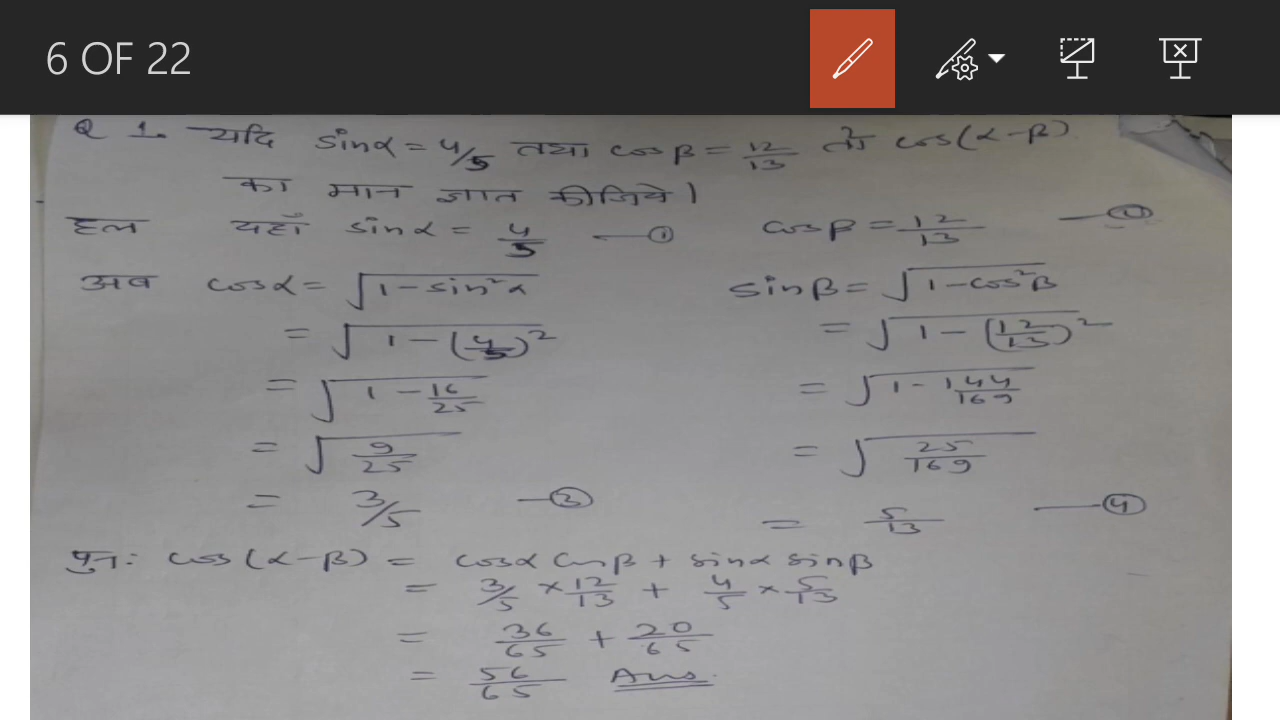 6 OF 22
Q 1. यदि sinα = 4/5 तथा cosβ = 12/13 तो cos(α-β)
का मान ज्ञात कीजिये।
हल यहाँ sinα = 4/5 —① cosβ = 12/13 —②
अब cosα = √(1-sin²α) sinβ = √(1-cos²β)
= √(1-(4/5)²) = √(1-(12/13)²)
= √(1-16/25) = √(1-144/169)
= √(9/25) = √(25/169)
= 3/5 —③ = 5/13 —④
पुनः cos(α-β) = cosα cosβ + sinα sinβ
= 3/5 × 12/13 + 4/5 × 5/13
= 36/65 + 20/65
= 56/65 Ans.